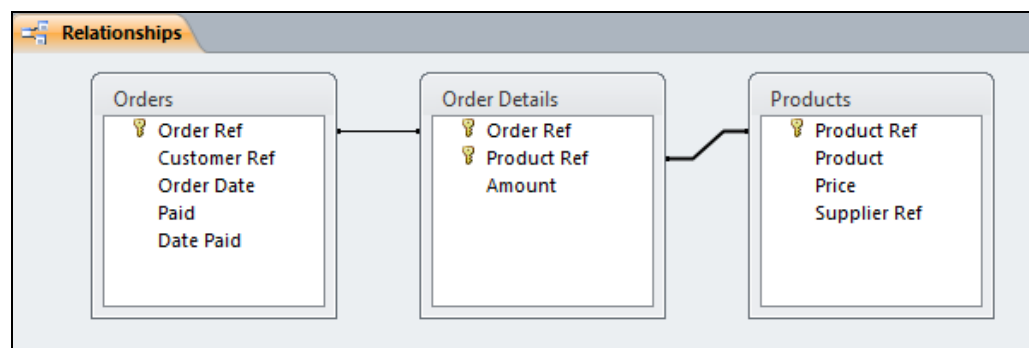 Relationships
Orders
Order Ref
Customer Ref
Order Date
Paid
Date Paid
Order Details
Order Ref
Product Ref
Amount
Products
Product Ref
Product
Price
Supplier Ref